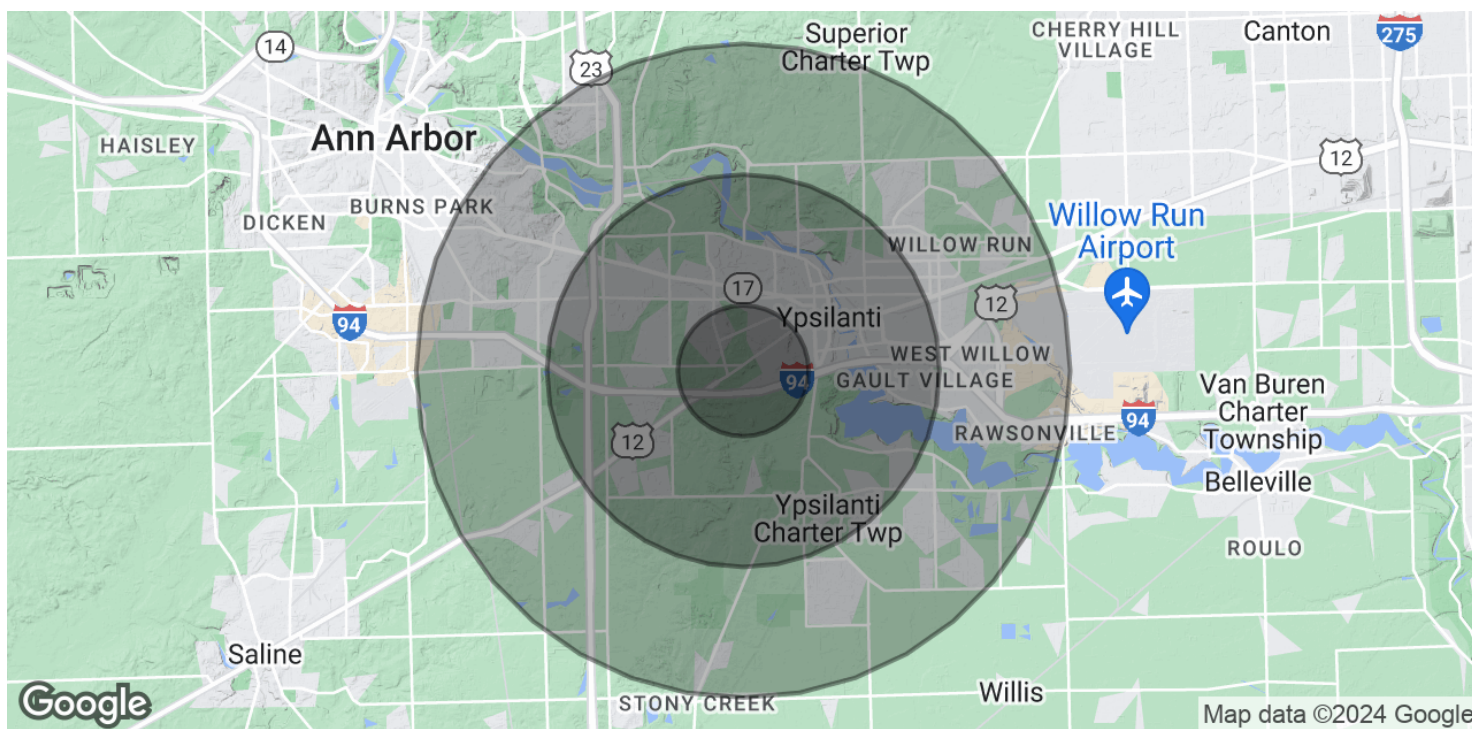 Superior
Charter Twp
CHERRY HILL
VILLAGE
Canton
275
14
23
Ann Arbor
HAISLEY
12
BURNS PARK
DICKEN
WILLOW RUN
Willow Run
Airport
17
12
94
Ypsilanti
WEST WILLOW
94
GAULT VILLAGE
Van Buren
Charter
Township
94
RAWSONVILLE
12
Belleville
Ypsilanti
Charter Twp
ROULO
Saline
Willis
STONY CREEK
Google
Map data ©2024 Google